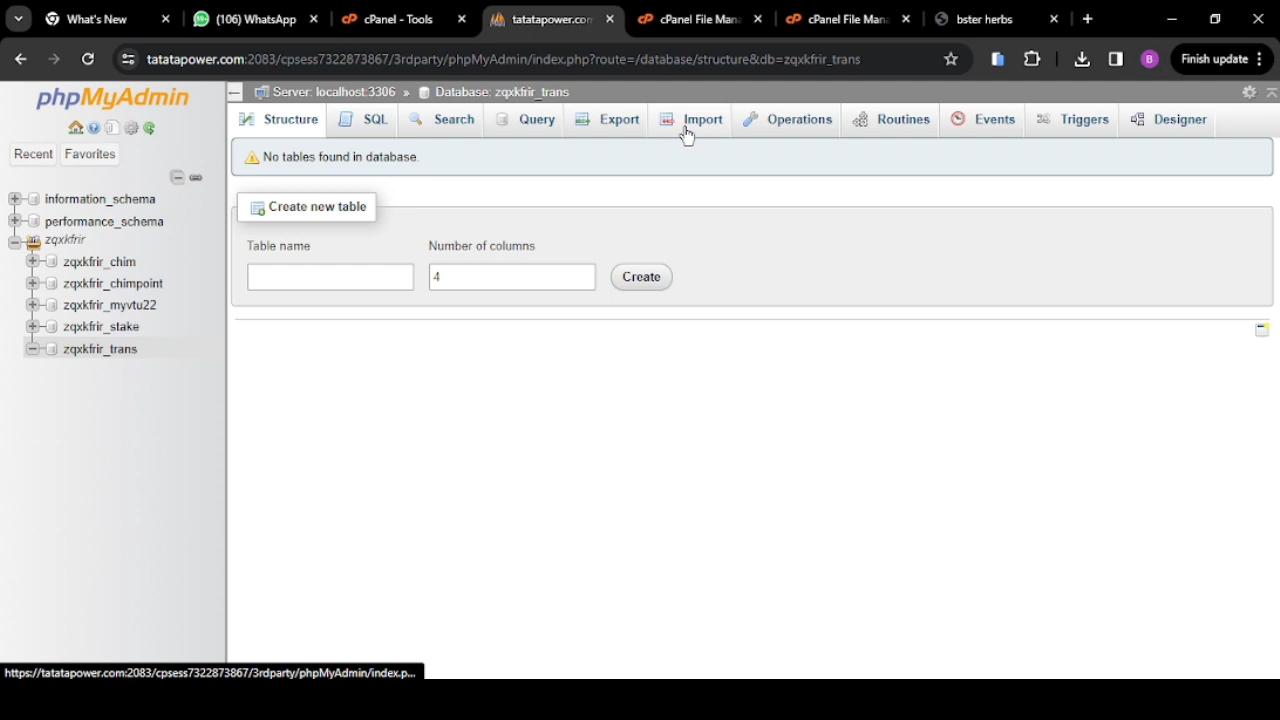 What's New
(106) WhatsApp
cPanel - Tools
tatatapower.com
cPanel File Man
cPanel File Man
bster herbs
tatatapower.com:2083/cpsess7322873867/3rdparty/phpMyAdmin/index.php?route=/database/structure&db=zqxkfrir_trans
B
Finish update
phpMyAdmin
Recent
Favorites
information_schema
performance_schema
zqxkfrir
zqxkfrir_chim
zqxkfrir_chimpoint
zqxkfrir_myvtu22
zqxkfrir_stake
zqxkfrir_trans
Server: localhost:3306 » Database: zqxkfrir_trans
Structure
SQL
Search
Query
Export
Import
Operations
Routines
Events
Triggers
Designer
No tables found in database.
Create new table
Table name
Number of columns
4
Create
https://tatatapower.com:2083/cpsess7322873867/3rdparty/phpMyAdmin/index.p...